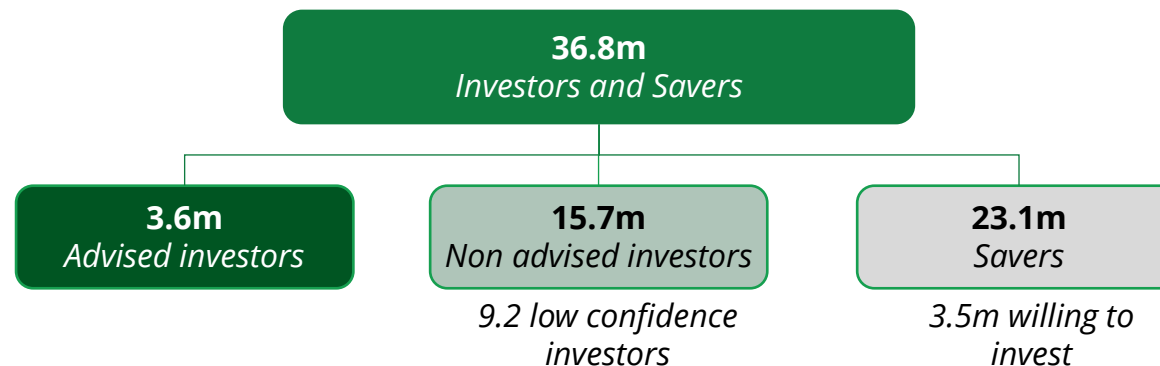 36.8m
Investors and Savers
3.6m
Advised investors
15.7m
Non advised investors
23.1m
Savers
9.2 low confidence
investors
3.5m willing to
invest